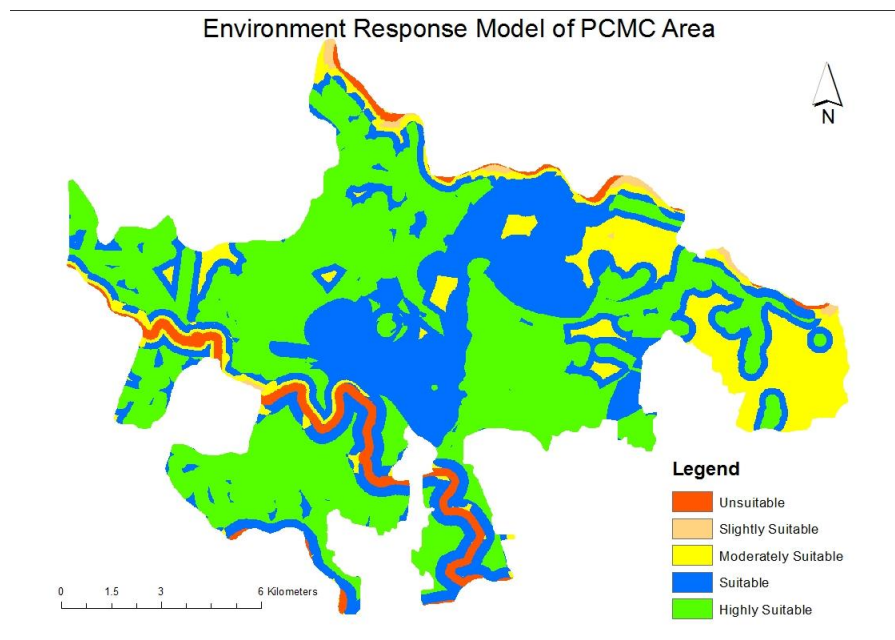 Environment Response Model of PCMC Area
N
Legend
Unsuitable
Slightly Suitable
Moderately Suitable
Suitable
Highly Suitable
0 1.5 3 6 Kilometers